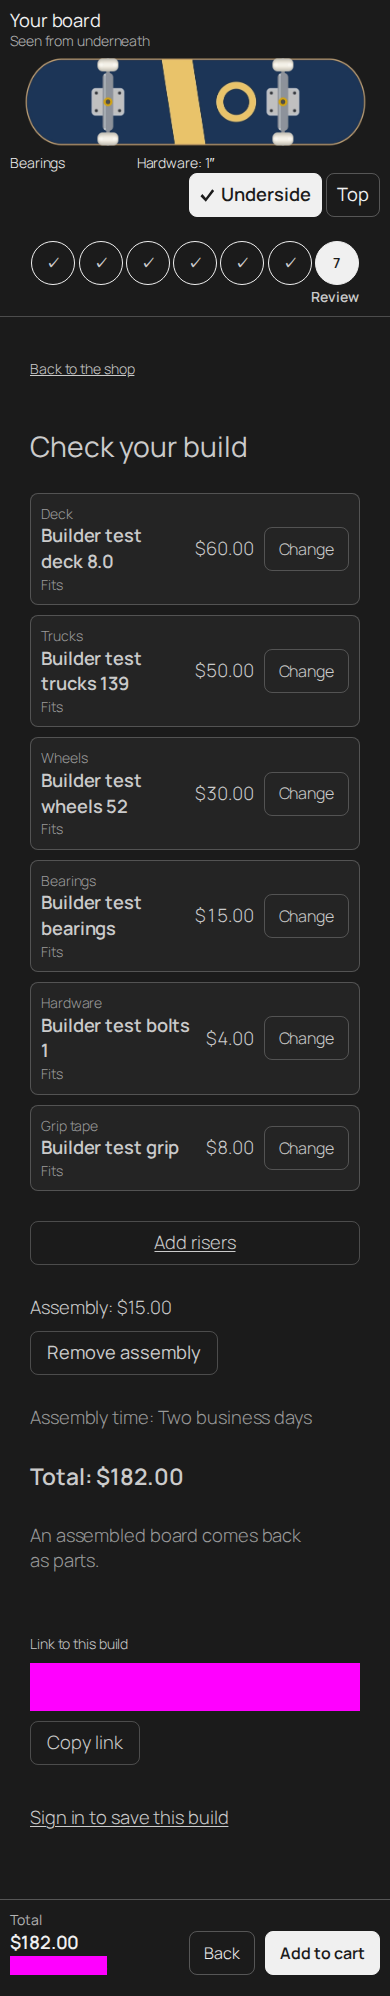 Your board
Seen from underneath
Bearings
Hardware: 1″
✓ Underside
Top
✓ ✓ ✓ ✓ ✓ ✓ 7
Review
Back to the shop
Check your build
Deck
Builder test
deck 8.0
$60.00
Change
Fits
Trucks
Builder test
trucks 139
$50.00
Change
Fits
Wheels
Builder test
wheels 52
$30.00
Change
Fits
Bearings
Builder test
bearings
$15.00
Change
Fits
Hardware
Builder test bolts
1
$4.00
Change
Fits
Grip tape
Builder test grip
$8.00
Change
Fits
Add risers
Assembly: $15.00
Remove assembly
Assembly time: Two business days
Total: $182.00
An assembled board comes back
as parts.
Link to this build
Copy link
Sign in to save this build
Total
$182.00
Back
Add to cart